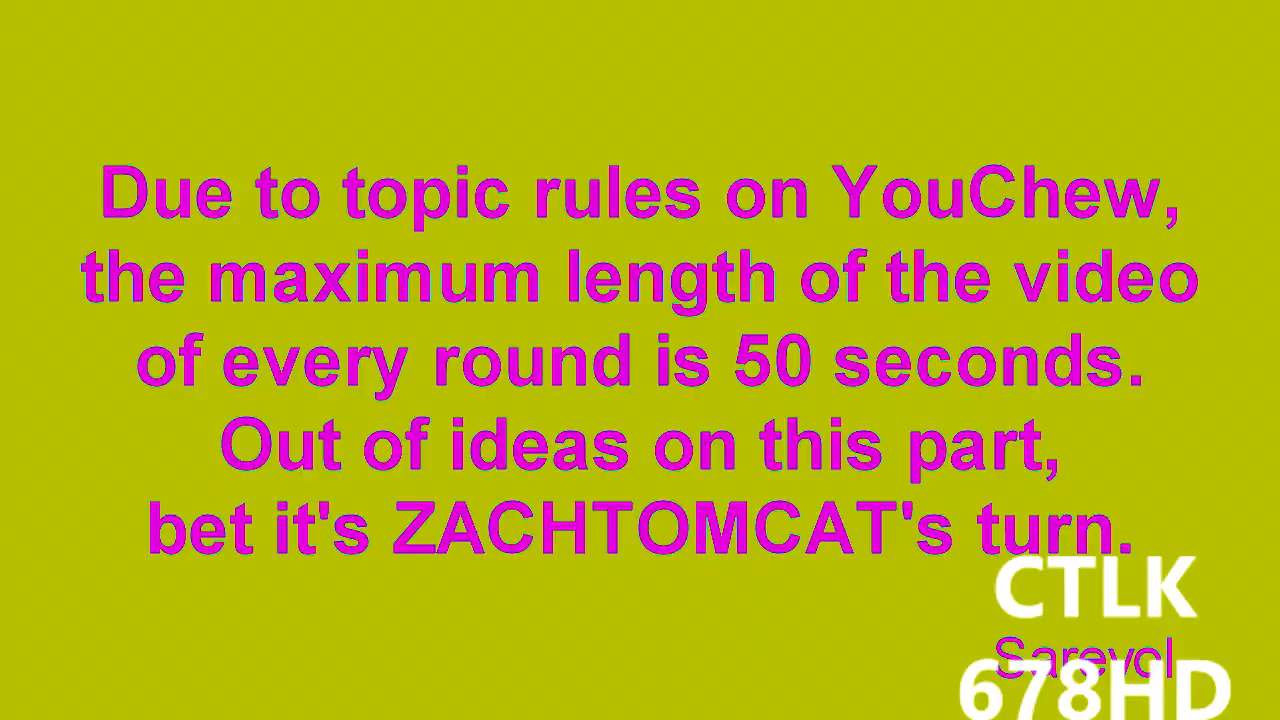 Due to topic rules on YouChew,
the maximum length of the video
of every round is 50 seconds.
Out of ideas on this part,
bet it's ZACHTOMCAT's turn.
CTLK
Sarevol
678HD